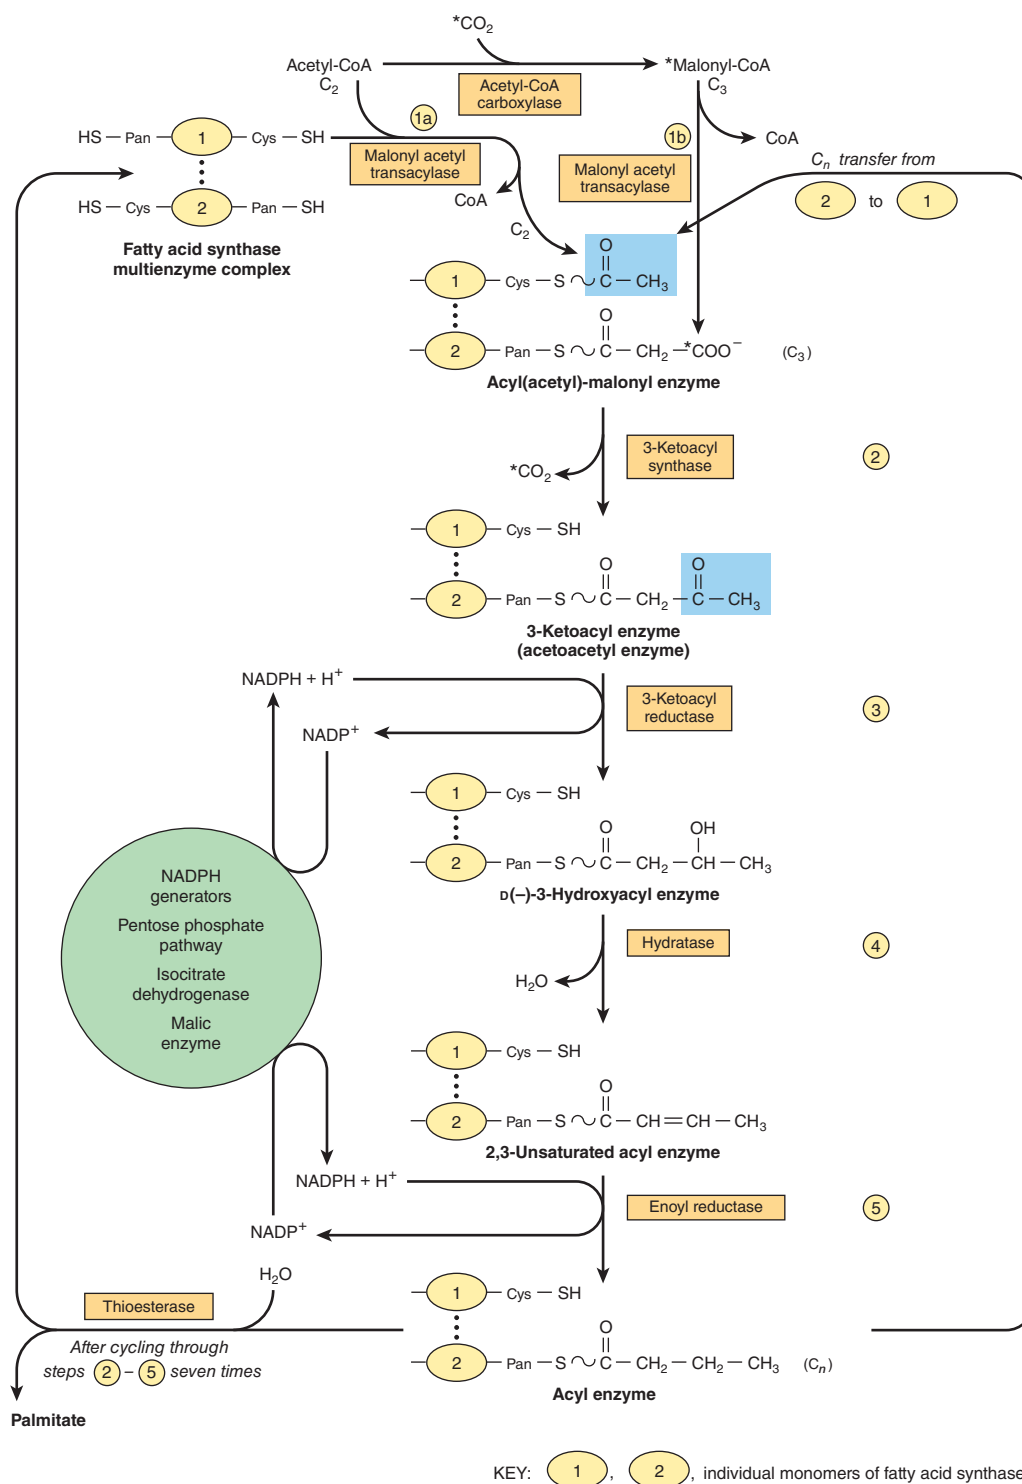 *CO2
Acetyl-CoA
C2
*Malonyl-CoA
C3
Acetyl-CoA
carboxylase
1a
1b
CoA
HS — Pan — 1 — Cys — SH
Malonyl acetyl
transacylase
Malonyl acetyl
transacylase
Cn transfer from
2 to 1
HS — Cys — 2 — Pan — SH
CoA
C2
Fatty acid synthase
multienzyme complex
O
1 — Cys — S ~ C — CH3
O
2 — Pan — S ~ C — CH2 — *COO− (C3)
Acyl(acetyl)-malonyl enzyme
3-Ketoacyl
synthase
2
*CO2
1 — Cys — SH
O O
2 — Pan — S ~ C — CH2 — C — CH3
3-Ketoacyl enzyme
(acetoacetyl enzyme)
NADPH + H+
3-Ketoacyl
reductase
3
NADP+
1 — Cys — SH
O OH
2 — Pan — S ~ C — CH2 — CH — CH3
D(–)-3-Hydroxyacyl enzyme
NADPH
generators
Pentose phosphate
pathway
Isocitrate
dehydrogenase
Malic
enzyme
Hydratase
4
H2O
1 — Cys — SH
O
2 — Pan — S ~ C — CH=CH — CH3
2,3-Unsaturated acyl enzyme
NADPH + H+
Enoyl reductase
5
NADP+
H2O
Thioesterase
1 — Cys — SH
After cycling through
steps 2 – 5 seven times
O
2 — Pan — S ~ C — CH2 — CH2 — CH3 (Cn)
Acyl enzyme
Palmitate
KEY: 1 , 2 , individual monomers of fatty acid synthase